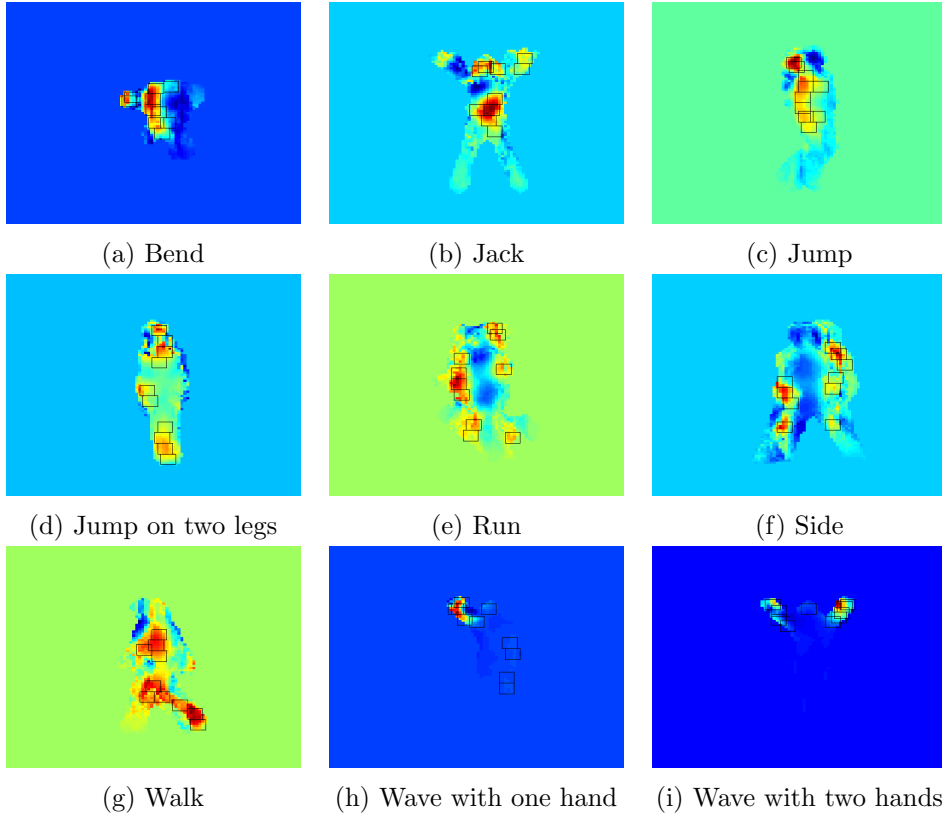 (a) Bend
(b) Jack
(c) Jump
(d) Jump on two legs
(e) Run
(f) Side
(g) Walk
(h) Wave with one hand
(i) Wave with two hands